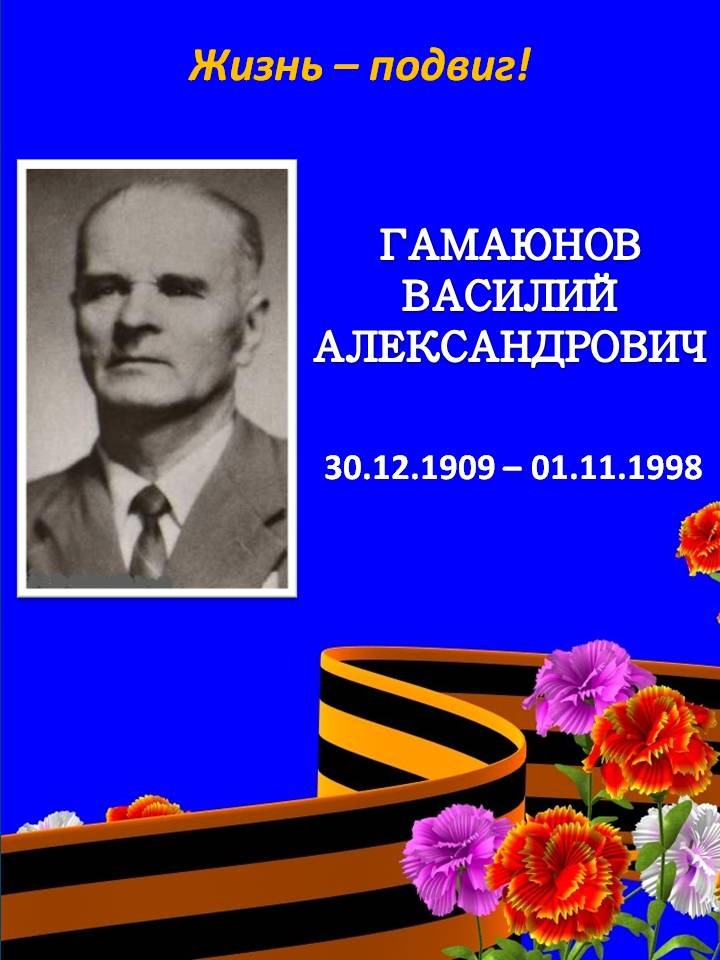 Жизнь – подвиг!
ГАМАЮНОВ
ВАСИЛИЙ
АЛЕКСАНДРОВИЧ
30.12.1909 – 01.11.1998